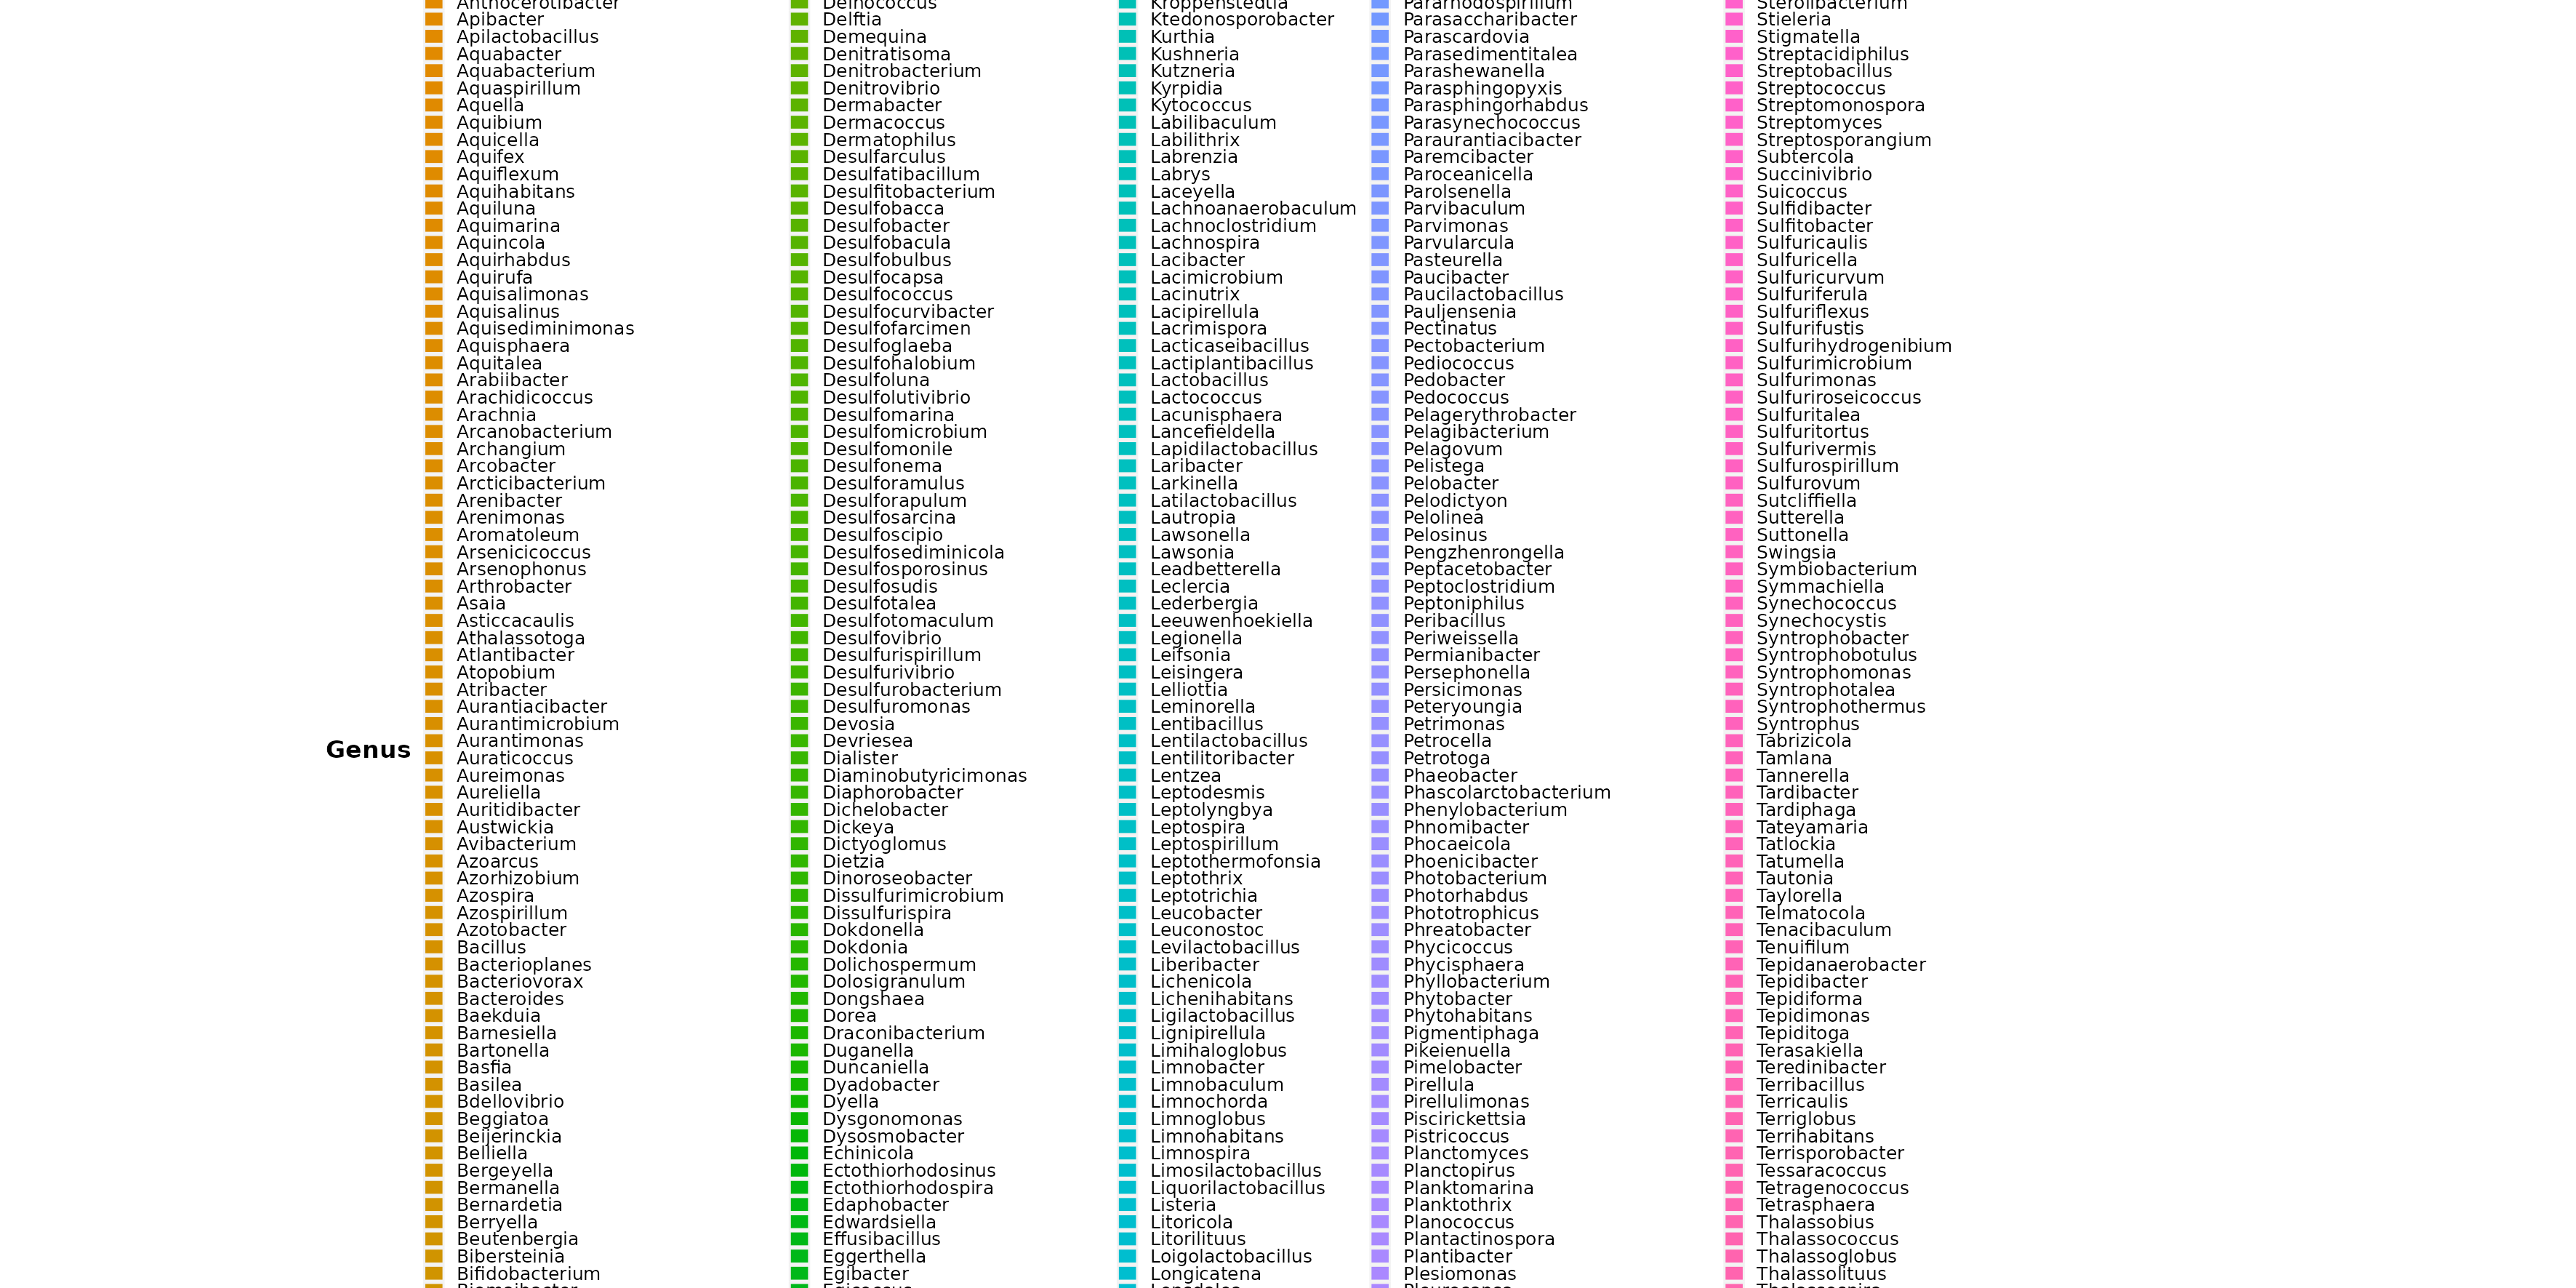 Genus
Anthocerotibacter
Apibacter
Apilactobacillus
Aquabacter
Aquabacterium
Aquaspirillum
Aquella
Aquibium
Aquicella
Aquifex
Aquiflexum
Aquihabitans
Aquiluna
Aquimarina
Aquincola
Aquirhabdus
Aquirufa
Aquisalimonas
Aquisalinus
Aquisediminimonas
Aquisphaera
Aquitalea
Arabiibacter
Arachidicoccus
Arachnia
Arcanobacterium
Archangium
Arcobacter
Arcticibacterium
Arenibacter
Arenimonas
Aromatoleum
Arsenicicoccus
Arsenophonus
Arthrobacter
Asaia
Asticcacaulis
Athalassotoga
Atlantibacter
Atopobium
Atribacter
Aurantiacibacter
Aurantimicrobium
Aurantimonas
Auraticoccus
Aureimonas
Aureliella
Auritidibacter
Austwickia
Avibacterium
Azoarcus
Azorhizobium
Azospira
Azospirillum
Azotobacter
Bacillus
Bacterioplanes
Bacteriovorax
Bacteroides
Baekduia
Barnesiella
Bartonella
Basfia
Basilea
Bdellovibrio
Beggiatoa
Beijerinckia
Belliella
Bergeyella
Bermanella
Bernardetia
Berryella
Beutenbergia
Bibersteinia
Bifidobacterium
Deinococcus
Delftia
Demequina
Denitratisoma
Denitrobacterium
Denitrovibrio
Dermabacter
Dermacoccus
Dermatophilus
Desulfarculus
Desulfatibacillum
Desulfitobacterium
Desulfobacca
Desulfobacter
Desulfobacula
Desulfobulbus
Desulfocapsa
Desulfococcus
Desulfocurvibacter
Desulfofarcimen
Desulfoglaeba
Desulfohalobium
Desulfoluna
Desulfolutivibrio
Desulfomarina
Desulfomicrobium
Desulfomonile
Desulfonema
Desulforamulus
Desulforapulum
Desulfosarcina
Desulfoscipio
Desulfosediminicola
Desulfosporosinus
Desulfosudis
Desulfotalea
Desulfotomaculum
Desulfovibrio
Desulfurispirillum
Desulfurivibrio
Desulfurobacterium
Desulfuromonas
Devosia
Devriesea
Dialister
Diaminobutyricimonas
Diaphorobacter
Dichelobacter
Dickeya
Dictyoglomus
Dietzia
Dinoroseobacter
Dissulfurimicrobium
Dissulfurispira
Dokdonella
Dokdonia
Dolichospermum
Dolosigranulum
Dongshaea
Dorea
Draconibacterium
Duganella
Duncaniella
Dyadobacter
Dyella
Dysgonomonas
Dysosmobacter
Echinicola
Ectothiorhodosinus
Ectothiorhodospira
Edaphobacter
Edwardsiella
Effusibacillus
Eggerthella
Egibacter
Kroppenstedtia
Ktedonosporobacter
Kurthia
Kushneria
Kutzneria
Kyrpidia
Kytococcus
Labilibaculum
Labilithrix
Labrenzia
Labrys
Laceyella
Lachnoanaerobaculum
Lachnoclostridium
Lachnospira
Lacibacter
Lacimicrobium
Lacinutrix
Lacipirellula
Lacrimispora
Lacticaseibacillus
Lactiplantibacillus
Lactobacillus
Lactococcus
Lacunisphaera
Lancefieldella
Lapidilactobacillus
Laribacter
Larkinella
Latilactobacillus
Lautropia
Lawsonella
Lawsonia
Leadbetterella
Leclercia
Lederbergia
Leeuwenhoekiella
Legionella
Leifsonia
Leisingera
Lelliottia
Leminorella
Lentibacillus
Lentilactobacillus
Lentilitoribacter
Lentzea
Leptodesmis
Leptolyngbya
Leptospira
Leptospirillum
Leptothermofonsia
Leptothrix
Leptotrichia
Leucobacter
Leuconostoc
Levilactobacillus
Liberibacter
Lichenicola
Lichenihabitans
Ligilactobacillus
Lignipirellula
Limihaloglobus
Limnobacter
Limnobaculum
Limnochorda
Limnoglobus
Limnohabitans
Limnospira
Limosilactobacillus
Liquorilactobacillus
Listeria
Litoricola
Litorilituus
Loigolactobacillus
Longicatena
Pararhodospirillum
Parasaccharibacter
Parascardovia
Parasedimentitalea
Parashewanella
Parasphingopyxis
Parasphingorhabdus
Parasynechococcus
Paraurantiacibacter
Paremcibacter
Paroceanicella
Parolsenella
Parvibaculum
Parvimonas
Parvularcula
Pasteurella
Paucibacter
Paucilactobacillus
Pauljensenia
Pectinatus
Pectobacterium
Pediococcus
Pedobacter
Pedococcus
Pelagerythrobacter
Pelagibacterium
Pelagovum
Pelistega
Pelobacter
Pelodictyon
Pelolinea
Pelosinus
Pengzhenrongella
Peptacetobacter
Peptoclostridium
Peptoniphilus
Peribacillus
Periweissella
Permianibacter
Persephonella
Persicimonas
Peteryoungia
Petrimonas
Petrocella
Petrotoga
Phaeobacter
Phascolarctobacterium
Phenylobacterium
Phnomibacter
Phocaeicola
Phoenicibacter
Photobacterium
Photorhabdus
Phototrophicus
Phreatobacter
Phycicoccus
Phycisphaera
Phyllobacterium
Phytobacter
Phytohabitans
Pigmentiphaga
Pikeienuella
Pimelobacter
Pirellula
Pirellulimonas
Piscirickettsia
Pistricoccus
Planctomyces
Planctopirus
Planktomarina
Planktothrix
Planococcus
Plantactinospora
Plantibacter
Plesiomonas
Sterolibacterium
Stieleria
Stigmatella
Streptacidiphilus
Streptobacillus
Streptococcus
Streptomonospora
Streptomyces
Streptosporangium
Subtercola
Succinivibrio
Suicoccus
Sulfidibacter
Sulfitobacter
Sulfuricaulis
Sulfuricella
Sulfuricurvum
Sulfuriferula
Sulfuriflexus
Sulfurifustis
Sulfurihydrogenibium
Sulfurimicrobium
Sulfurimonas
Sulfuriroseicoccus
Sulfuritalea
Sulfuritortus
Sulfurivermis
Sulfurospirillum
Sulfurovum
Sutcliffiella
Sutterella
Suttonella
Swingsia
Symbiobacterium
Symmachiella
Synechococcus
Synechocystis
Syntrophobacter
Syntrophobotulus
Syntrophomonas
Syntrophotalea
Syntrophothermus
Syntrophus
Tabrizicola
Tamlana
Tannerella
Tardibacter
Tardiphaga
Tateyamaria
Tatlockia
Tatumella
Tautonia
Taylorella
Telmatocola
Tenacibaculum
Tenuifilum
Tepidanaerobacter
Tepidibacter
Tepidiforma
Tepidimonas
Tepiditoga
Terasakiella
Teredinibacter
Terribacillus
Terricaulis
Terriglobus
Terrihabitans
Terrisporobacter
Tessaracoccus
Tetragenococcus
Tetrasphaera
Thalassobius
Thalassococcus
Thalassoglobus
Thalassolituus